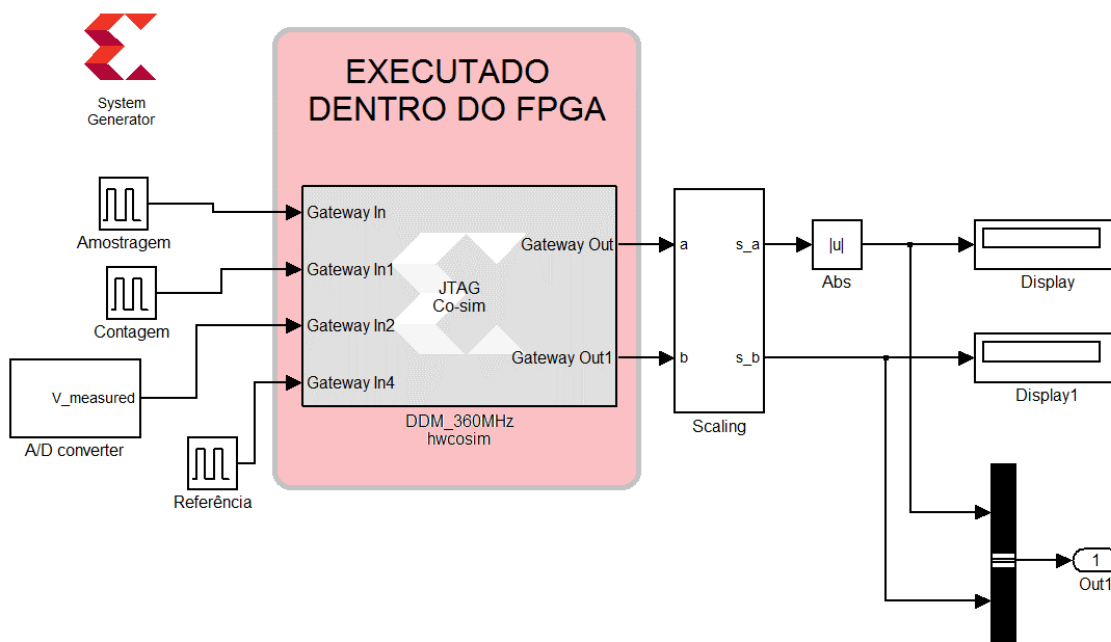 System
Generator
EXECUTADO
DENTRO DO FPGA
Amostragem
Contagem
V_measured
A/D converter
Referência
Gateway In
Gateway In1
Gateway In2
Gateway In4
JTAG
Co-sim
Gateway Out
Gateway Out1
DDM_360MHz
hwcosim
a
b
s_a
s_b
Scaling
|u|
Abs
Display
Display1
1
Out1